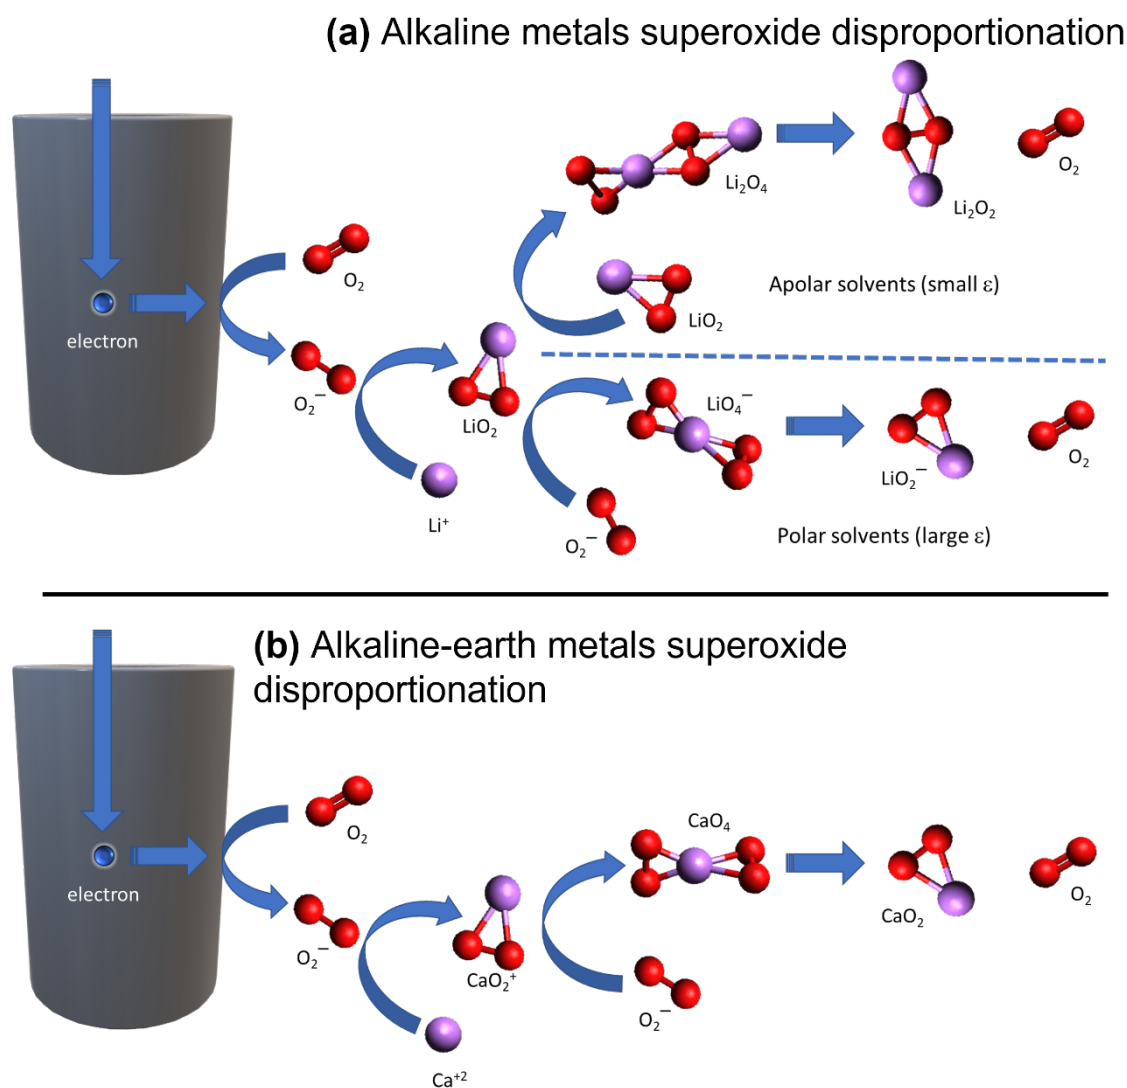 (a) Alkaline metals superoxide disproportionation
Li₂O₄
O₂
Li₂O₂
O₂
Apolar solvents (small ε)
LiO₂
electron
O₂⁻
LiO₂
LiO₄⁻
O₂
LiO₂⁻
Li⁺
O₂⁻
Polar solvents (large ε)
(b) Alkaline-earth metals superoxide
disproportionation
O₂
CaO₄
electron
O₂
CaO₂
O₂⁻
CaO₂⁺
O₂⁻
Ca⁺²